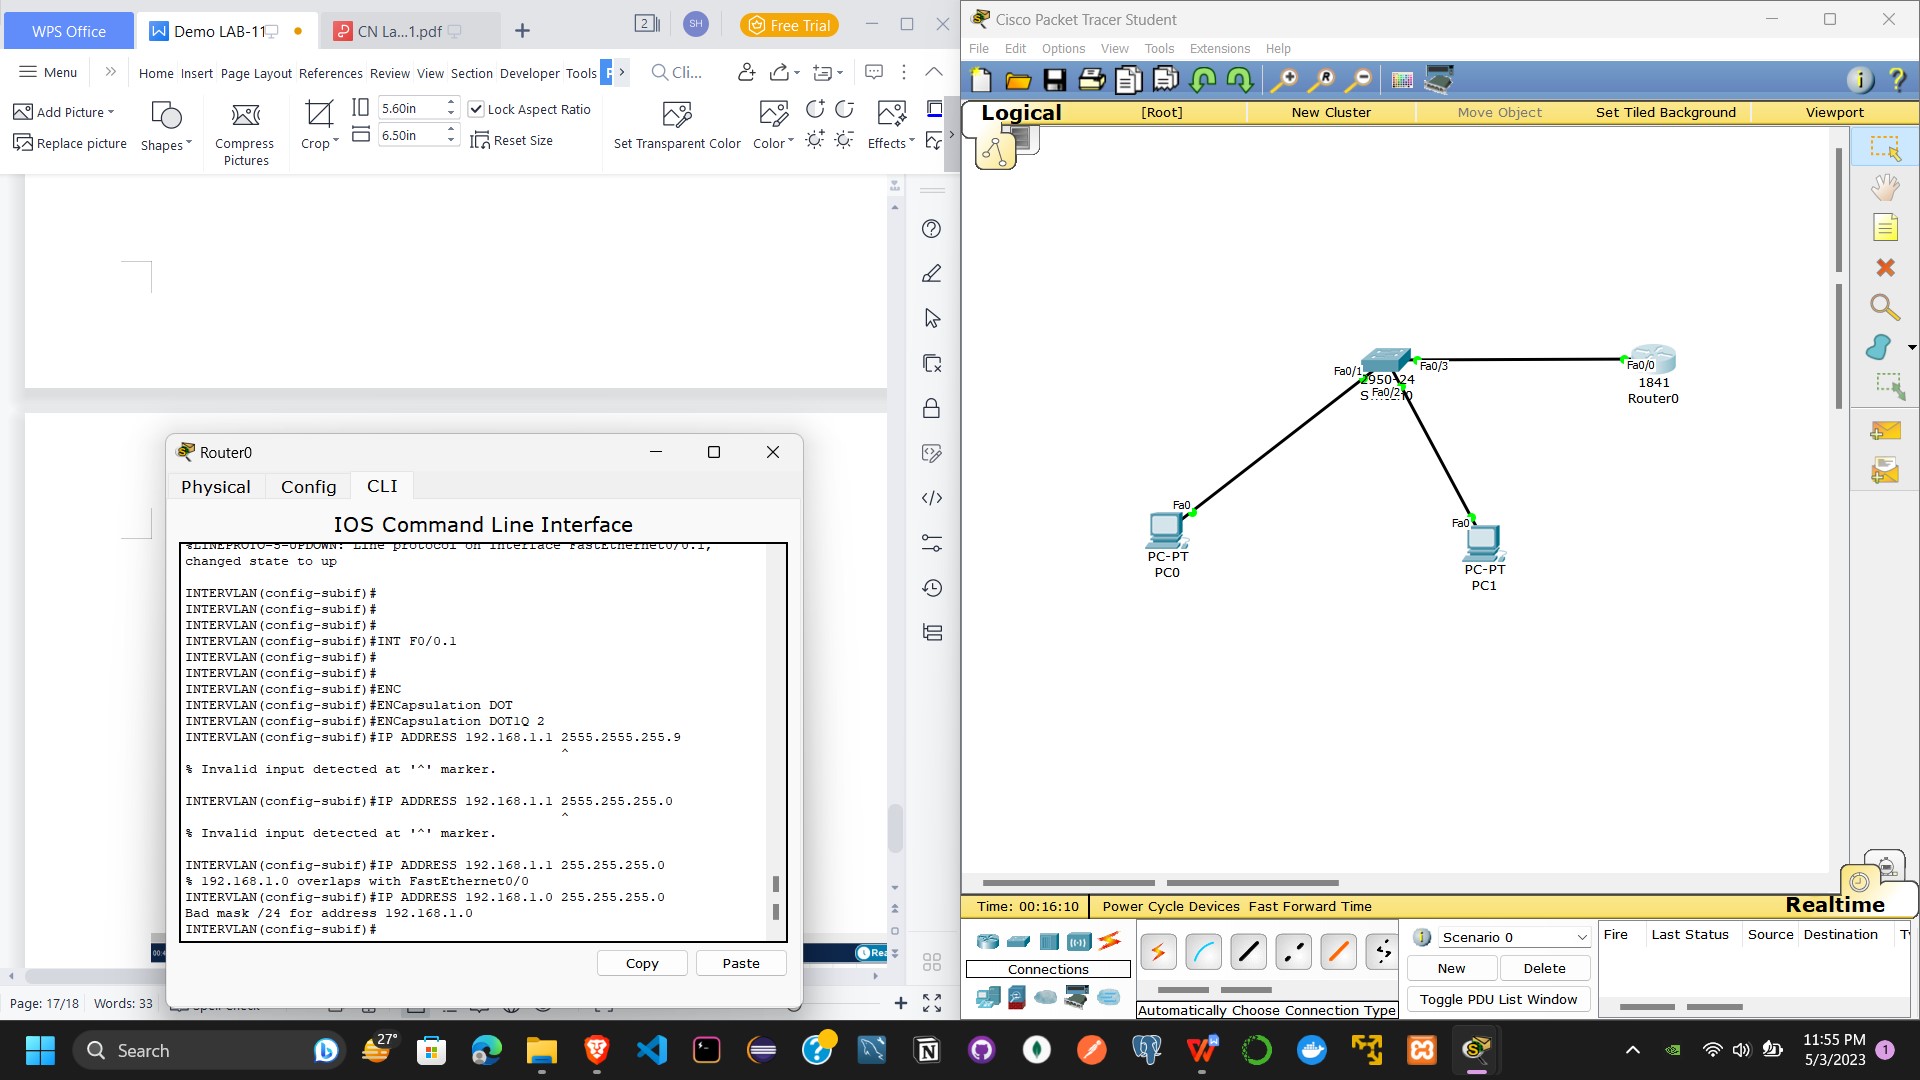 WPS Office
Demo LAB-11
CN La...1.pdf
2
SH
Free Trial
Menu
Home Insert Page Layout References Review View Section Developer Tools P
Cli...
Add Picture
Replace picture
Shapes
Compress
Pictures
Crop
5.60in
6.50in
Lock Aspect Ratio
Reset Size
Set Transparent Color
Color
Effects
Router0
Physical
Config
CLI
IOS Command Line Interface
%LINEPROTO-5-UPDOWN: Line protocol on Interface FastEthernet0/0.1,
changed state to up
INTERVLAN(config-subif)#
INTERVLAN(config-subif)#
INTERVLAN(config-subif)#
INTERVLAN(config-subif)#INT F0/0.1
INTERVLAN(config-subif)#
INTERVLAN(config-subif)#
INTERVLAN(config-subif)#ENC
INTERVLAN(config-subif)#ENCapsulation DOT
INTERVLAN(config-subif)#ENCapsulation DOT1Q 2
INTERVLAN(config-subif)#IP ADDRESS 192.168.1.1 2555.2555.255.9
^
% Invalid input detected at '^' marker.
INTERVLAN(config-subif)#IP ADDRESS 192.168.1.1 2555.255.255.0
^
% Invalid input detected at '^' marker.
INTERVLAN(config-subif)#IP ADDRESS 192.168.1.1 255.255.255.0
% 192.168.1.0 overlaps with FastEthernet0/0
INTERVLAN(config-subif)#IP ADDRESS 192.168.1.0 255.255.255.0
Bad mask /24 for address 192.168.1.0
INTERVLAN(config-subif)#
Copy
Paste
Page: 17/18
Words: 33
Spell Check
Cisco Packet Tracer Student
File Edit Options View Tools Extensions Help
Logical
[Root]
New Cluster
Move Object
Set Tiled Background
Viewport
Fa0/1
Fa0/3
2950-24
Fa0/2
Fa0/0
1841
Router0
Fa0
PC-PT
PC0
Fa0
PC-PT
PC1
Time: 00:16:10
Power Cycle Devices Fast Forward Time
Realtime
Connections
Automatically Choose Connection Type
Scenario 0
New
Delete
Toggle PDU List Window
Fire
Last Status
Source
Destination
Search
27°
11:55 PM
5/3/2023
1